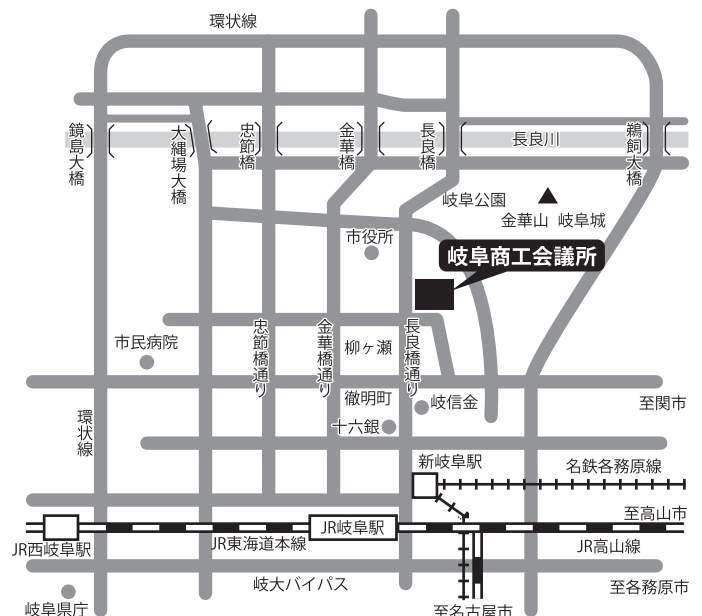 環状線
鏡島大橋
大縄場大橋
忠節橋
金華橋
長良橋
長良川
鵜飼大橋
岐阜公園
金華山 岐阜城
市役所
岐阜商工会議所
市民病院
忠節橋通り
金華橋通り
柳ヶ瀬
長良橋通り
徹明町
岐信金
至関市
環状線
十六銀
新岐阜駅
名鉄各務原線
至高山市
JR岐阜駅
JR西岐阜駅
JR東海道本線
JR高山線
岐大バイパス
至各務原市
岐阜県庁
至名古屋市